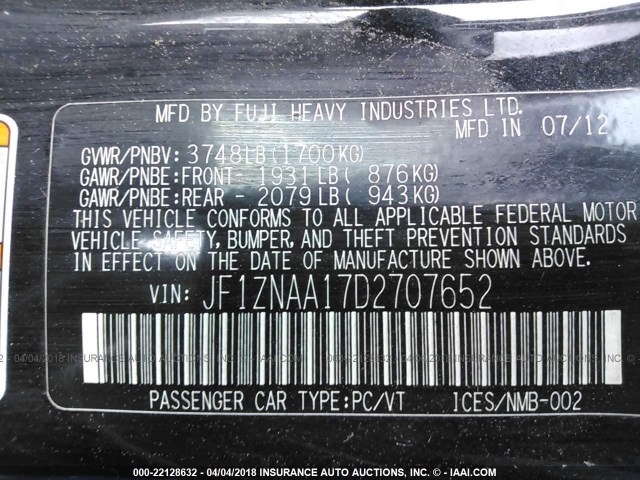 MFD BY FUJI HEAVY INDUSTRIES LTD.
MFD IN 07/12
GVWR/PNBV: 3748LB(1700KG)
GAWR/PNBE:FRONT- 1931LB( 876KG)
GAWR/PNBE:REAR - 2079LB( 943KG)
THIS VEHICLE CONFORMS TO ALL APPLICABLE FEDERAL MOTOR
VEHICLE SAFETY, BUMPER, AND THEFT PREVENTION STANDARDS
IN EFFECT ON THE DATE OF MANUFACTURE SHOWN ABOVE.
VIN: JF1ZNAA17D2707652
PASSENGER CAR TYPE:PC/VT ICES/NMB-002
000-22128632 - 04/04/2018 INSURANCE AUTO AUCTIONS, INC. - IAAI.COM